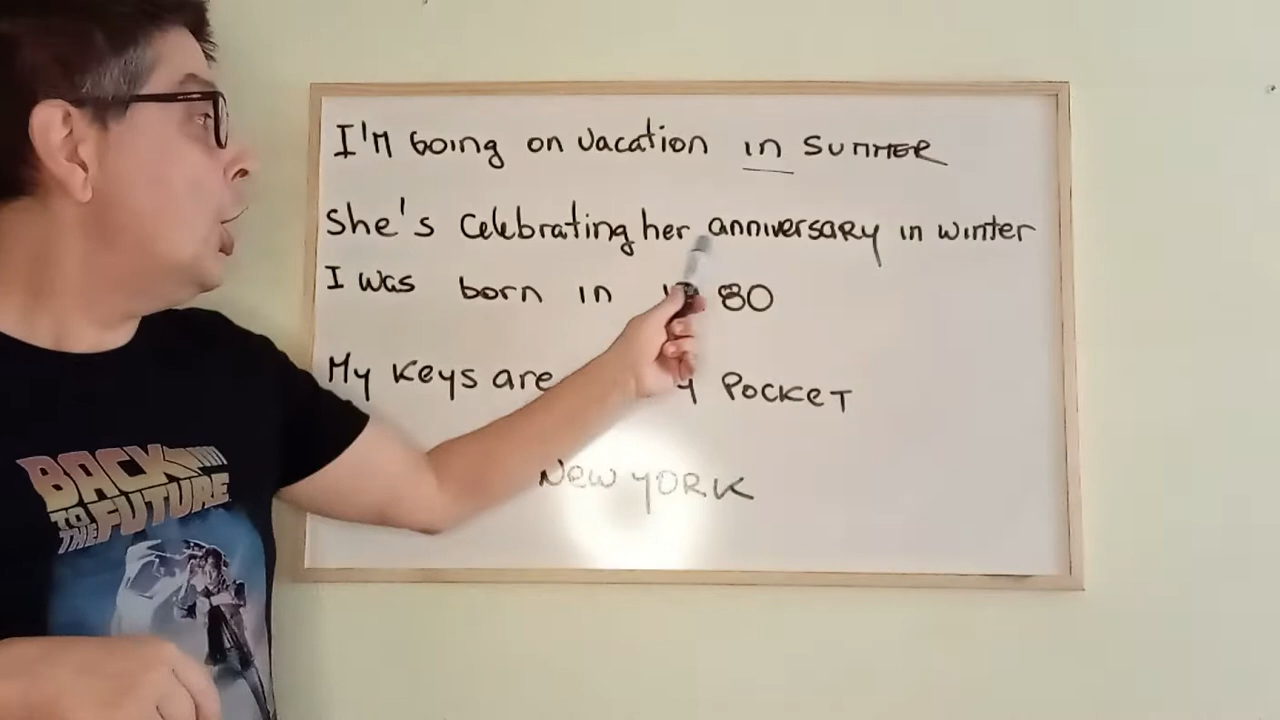 I'm Going on vacation in SUMMER
She's Celebrating her anniversary in winter
I was born in 80
My Keys are POCKET
NEW YORK
BACK
TO THE FUTURE